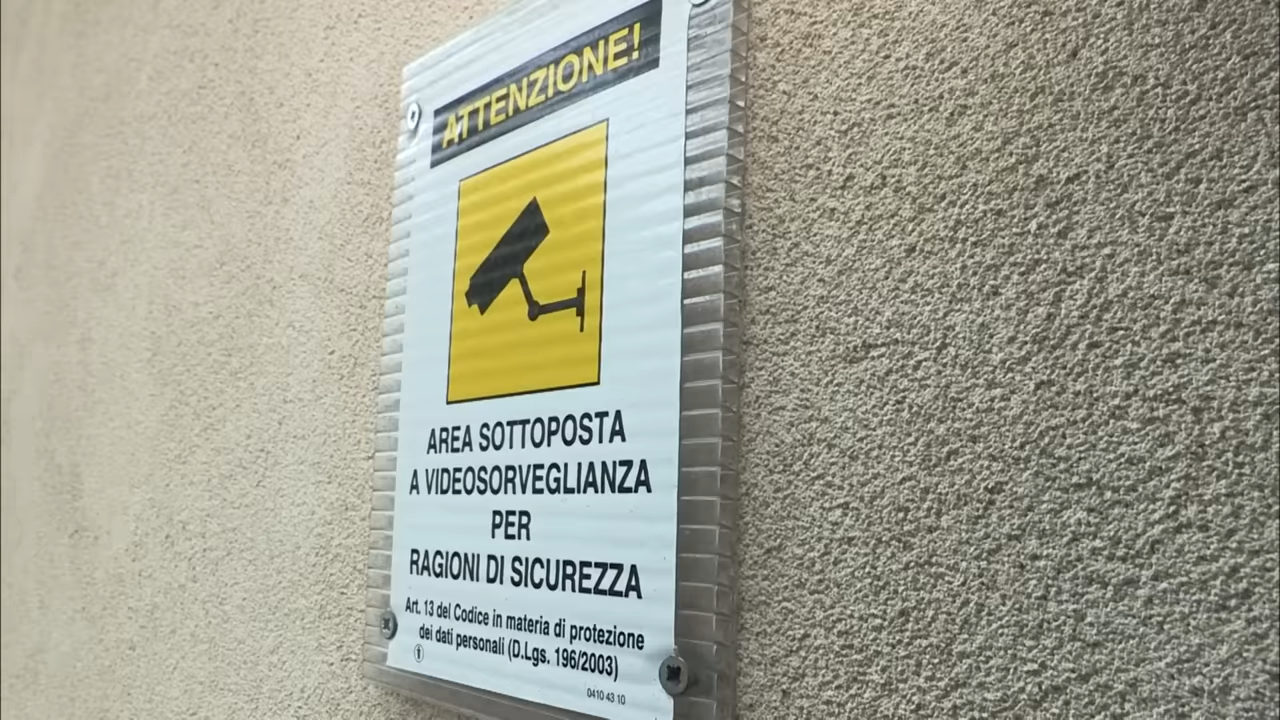 ATTENZIONE!
AREA SOTTOPOSTA
A VIDEOSORVEGLIANZA
PER
RAGIONI DI SICUREZZA
Art. 13 del Codice in materia di protezione
dei dati personali (D.Lgs. 196/2003)
1
0410 43 10